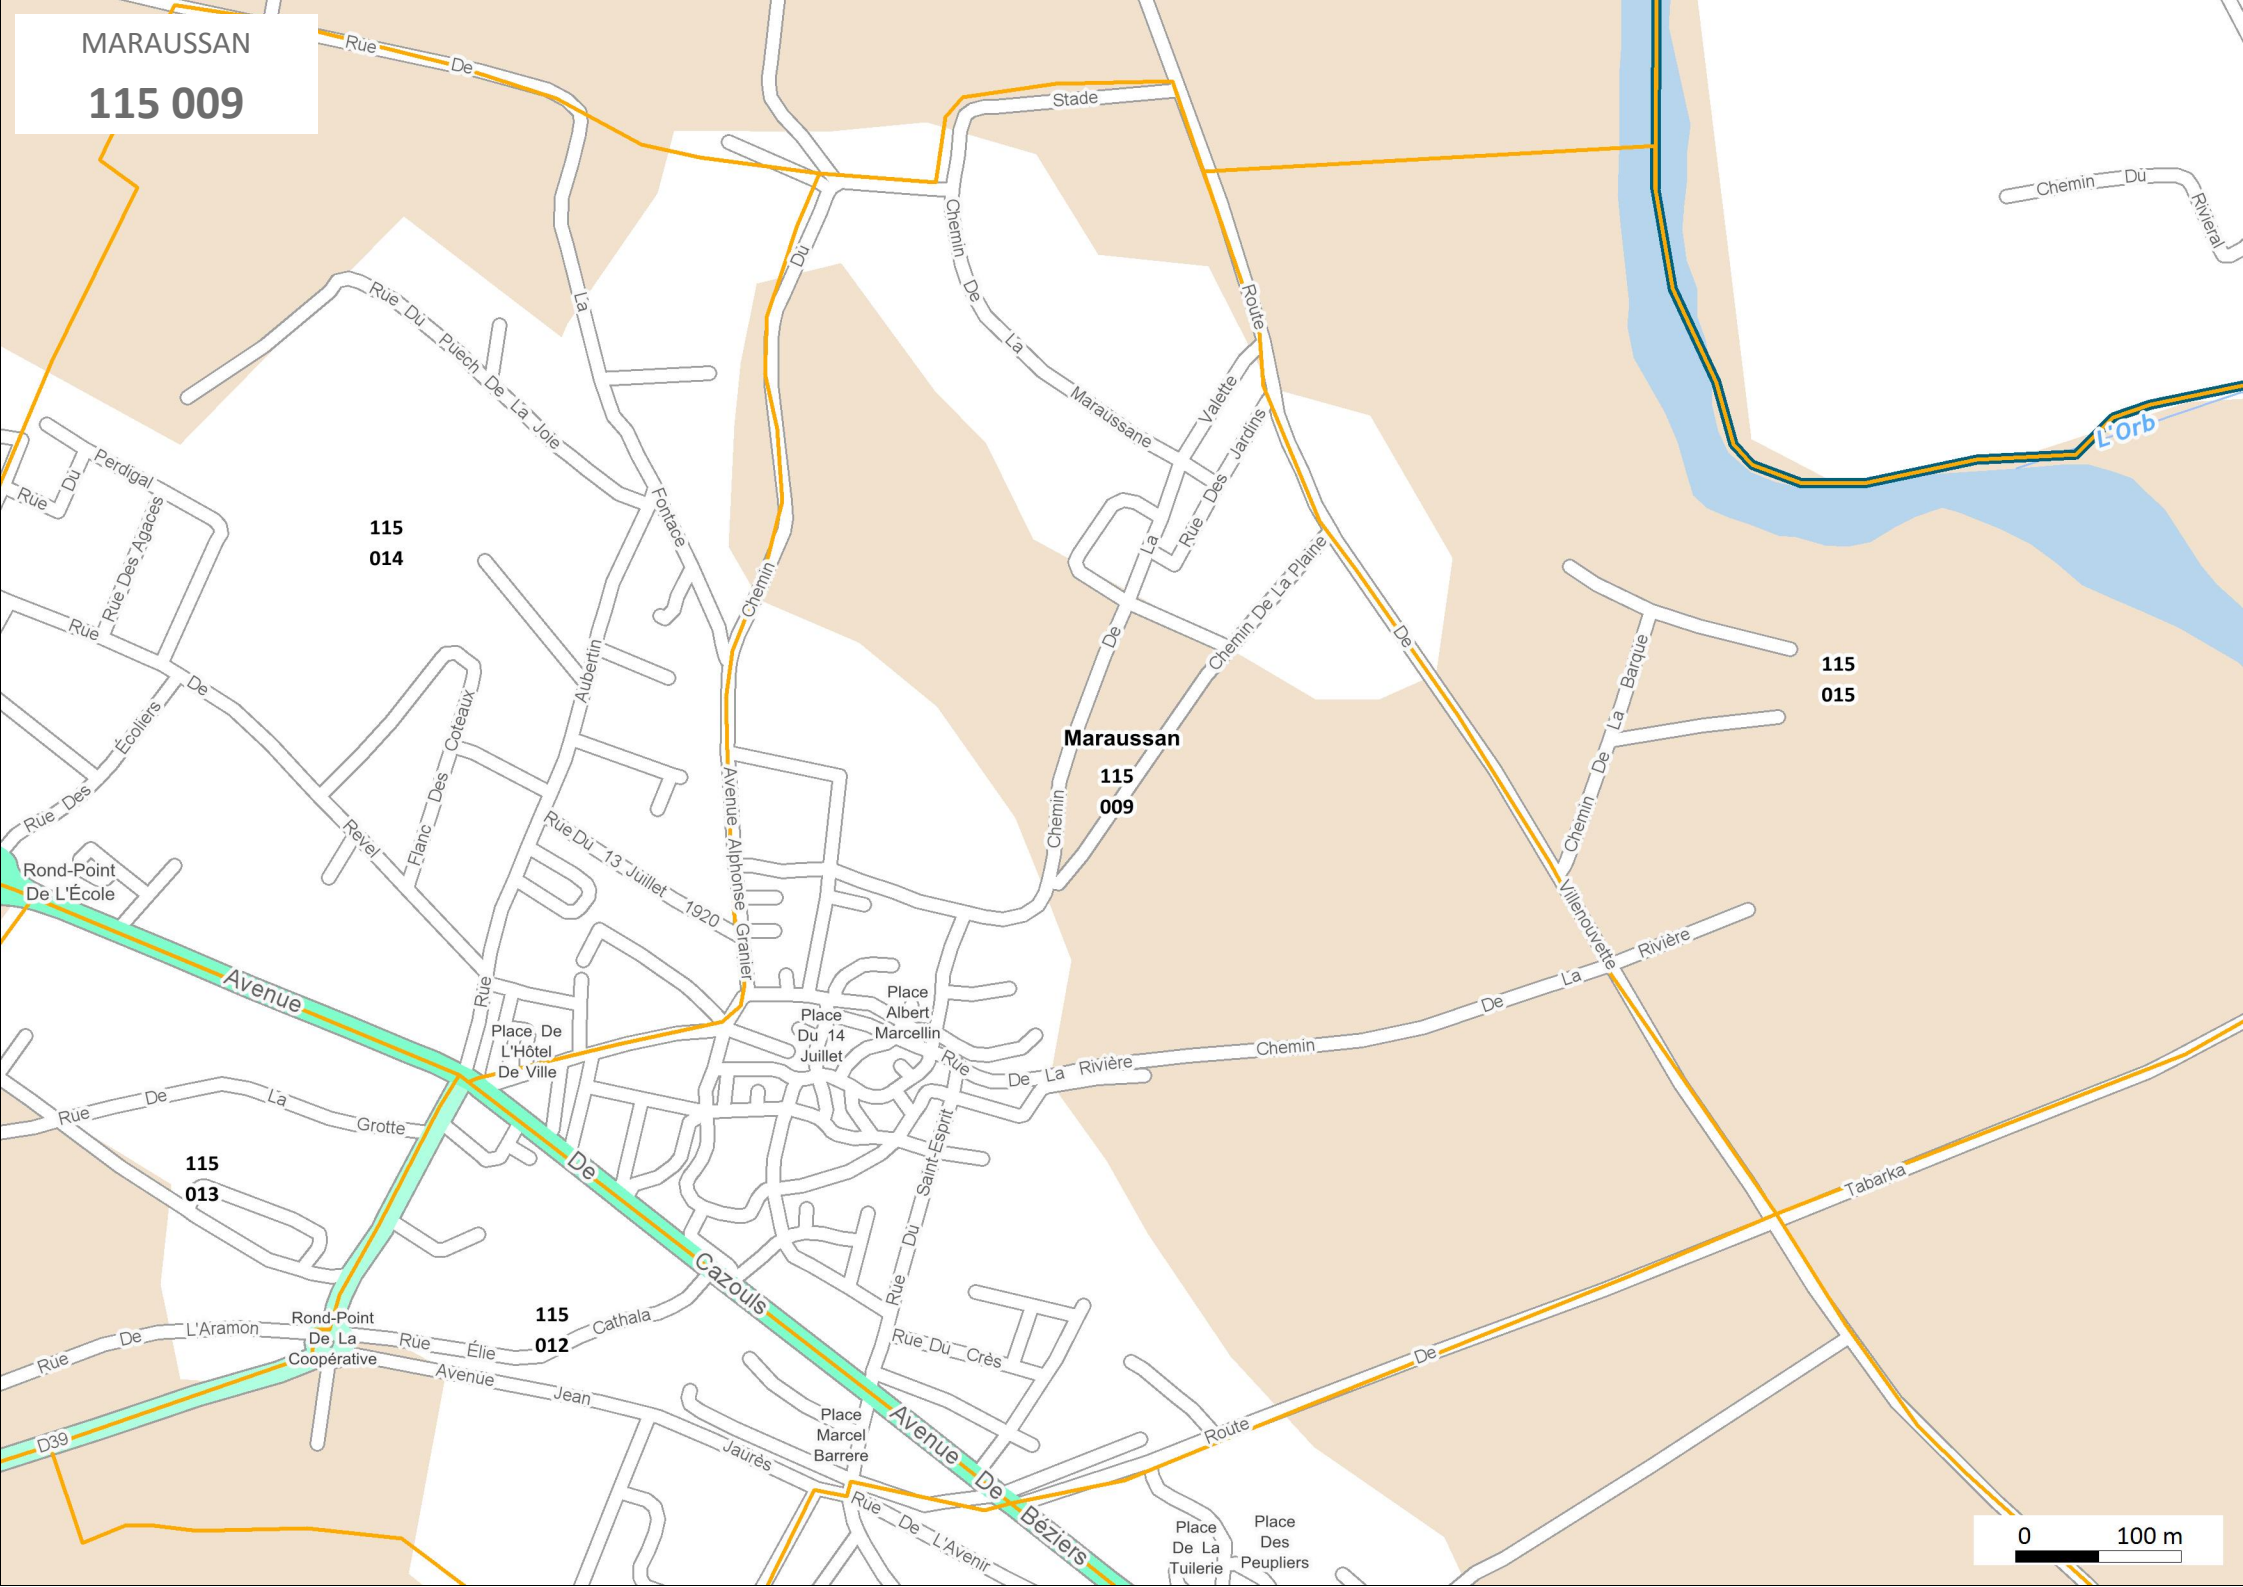 MARAUSSAN
115 009
Rue De La Fontace
Stade
Chemin Du Rivieral
Chemin De La Maraussane
Route De Villenouvette
Rue Du Puech De La Joie
Chemin Du
Valette
Rue Des Jardins
L'Orb
Rue Du Perdigal
Rue Des Agaces
115
014
Chemin De La
Chemin De La Plaine
Rue De Revel
Aubertin
Rue
Chemin De La Barque
115
015
Rue Des Écoliers
Flanc Des Coteaux
Maraussan
115
009
Avenue Alphonse Granier
Rue Du 13 Juillet 1920
Rond-Point
De L'École
Avenue De Cazouls
Place De
L'Hôtel
De Ville
Place
Du 14
Juillet
Place
Albert
Marcellin
Rue De La Rivière
Chemin De La Rivière
Rue De La Grotte
115
013
Rue Du Saint-Esprit
Route De Tabarka
Rue De L'Aramon
Rond-Point
De La
Coopérative
Rue Élie Cathala
115
012
Avenue Jean Jaurès
Rue Du Crès
D39
Place
Marcel
Barrere
Avenue De Béziers
Rue De L'Avenir
Place
De La
Tuilerie
Place
Des
Peupliers
0 100 m